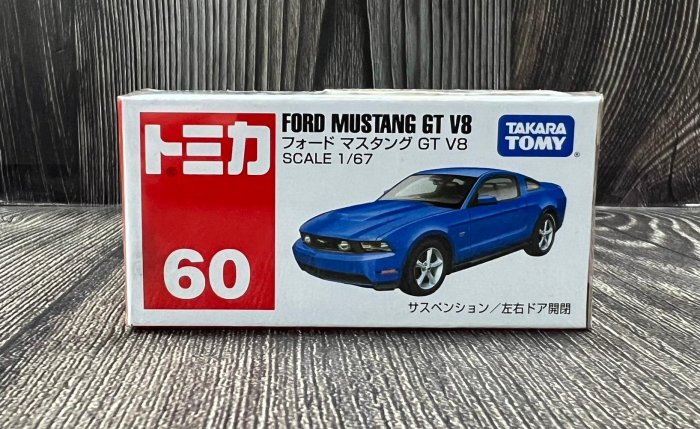 トミカ
60
FORD MUSTANG GT V8
フォード マスタング GT V8
SCALE 1/67
TAKARA
TOMY
®
サスペンション/左右ドア開閉